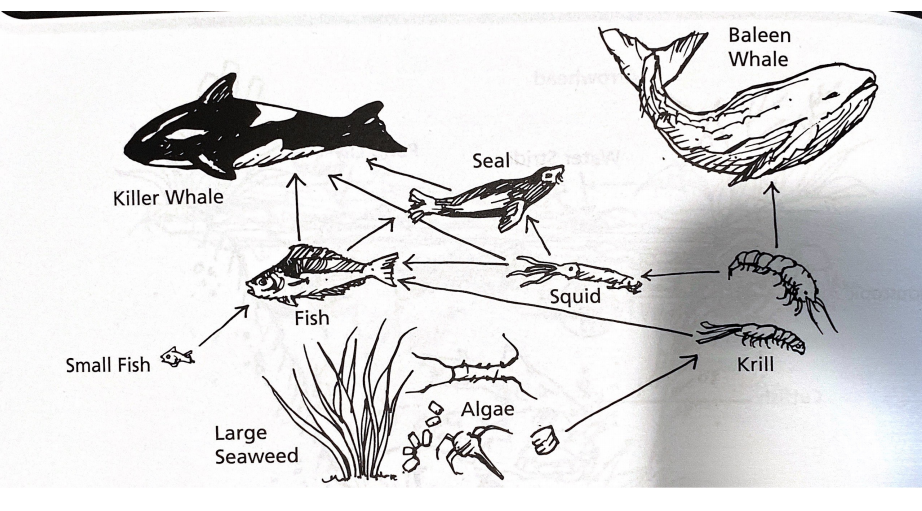 Baleen
Whale
Seal
Killer Whale
Squid
Fish
Small Fish
Krill
Algae
Large
Seaweed